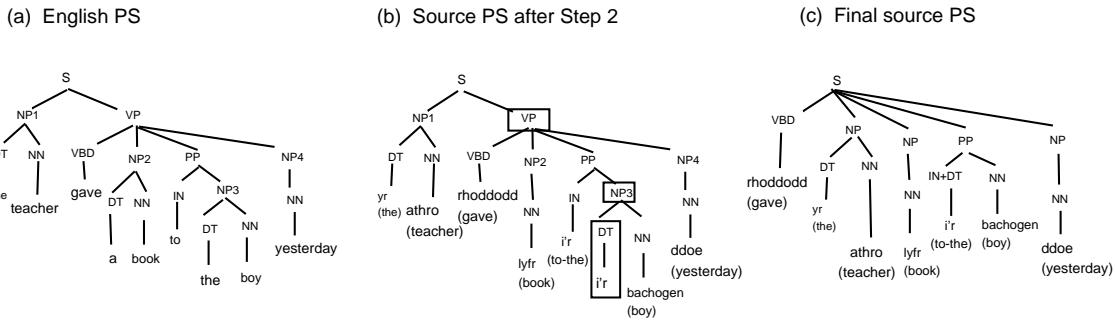 (a) English PS
S
NP1 VP
NN VBD NP2 PP NP4
teacher gave DT NN IN NP3 NN
a book to DT NN yesterday
the boy
(b) Source PS after Step 2
S
NP1 VP
DT NN VBD NP2 PP NP4
yr (the) athro (teacher) rhoddodd (gave) NN IN NP3 NN
lyfr (book) i'r (to-the) DT NN ddoe (yesterday)
i'r bachogen (boy)
(c) Final source PS
S
VBD NP NP PP NP
rhoddodd (gave) DT NN NN IN+DT NN NN
yr (the) athro (teacher) lyfr (book) i'r (to-the) bachogen (boy) ddoe (yesterday)